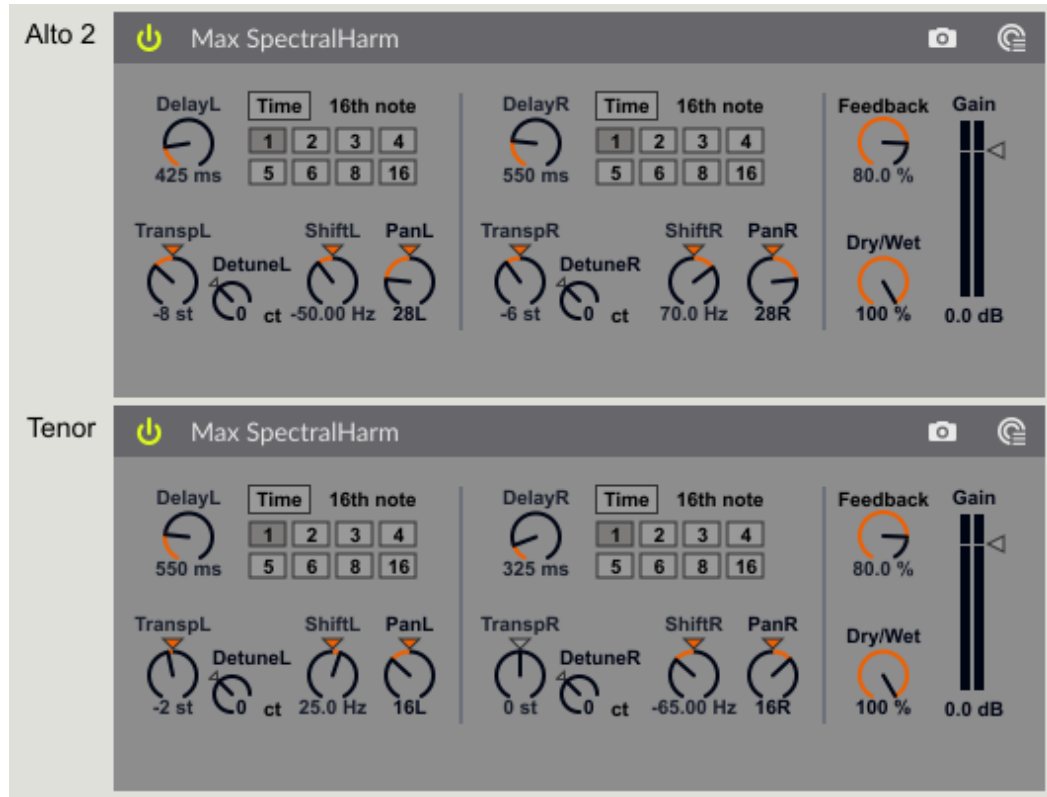 Alto 2 Max SpectralHarm
DelayL Time 16th note DelayR Time 16th note Feedback Gain
1 2 3 4 1 2 3 4
425 ms 5 6 8 16 550 ms 5 6 8 16 80.0 %
TranspL ShiftL PanL TranspR ShiftR PanR Dry/Wet
DetuneL DetuneR
-8 st 0 ct -50.00 Hz 28L -6 st 0 ct 70.0 Hz 28R 100 % 0.0 dB
Tenor Max SpectralHarm
DelayL Time 16th note DelayR Time 16th note Feedback Gain
1 2 3 4 1 2 3 4
550 ms 5 6 8 16 325 ms 5 6 8 16 80.0 %
TranspL ShiftL PanL TranspR ShiftR PanR Dry/Wet
DetuneL DetuneR
-2 st 0 ct 25.0 Hz 16L 0 st 0 ct -65.00 Hz 16R 100 % 0.0 dB